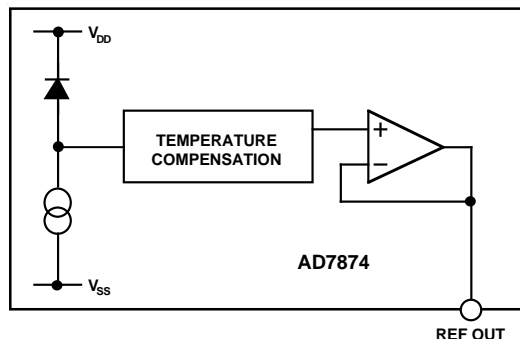 VDD
TEMPERATURE
COMPENSATION
+
−
AD7874
VSS
REF OUT